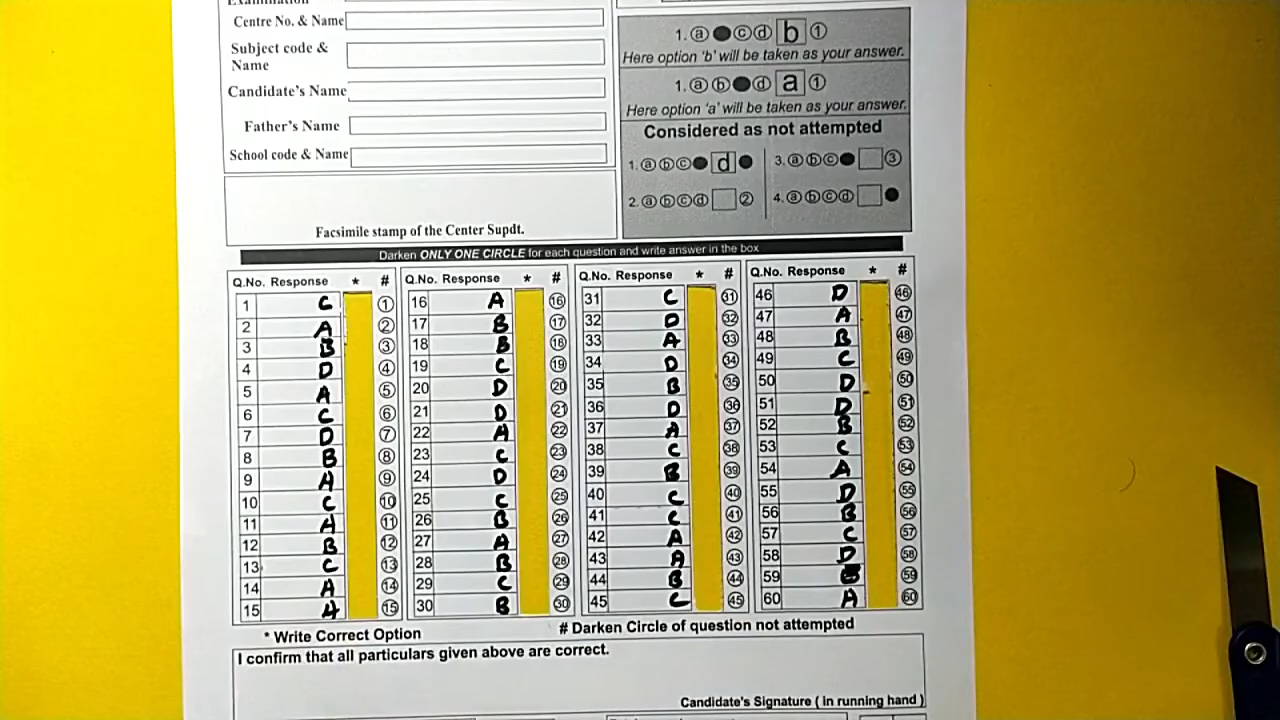 Centre No. & Name
Subject code &
Name
Candidate's Name
Father's Name
School code & Name
Facsimile stamp of the Center Supdt.
1. ⓐ ● ⓒ ⓓ b ①
Here option 'b' will be taken as your answer.
1. ⓐ ⓑ ● ⓓ a ①
Here option 'a' will be taken as your answer.
Considered as not attempted
1. ⓐ ⓑ ⓒ ● d ●
3. ⓐ ⓑ ⓒ ● ③
2. ⓐ ⓑ ⓒ ⓓ ②
4. ⓐ ⓑ ⓒ ⓓ ●
Darken ONLY ONE CIRCLE for each question and write answer in the box
Q.No. Response * #
1 C ①
2 A ②
3 B ③
4 D ④
5 A ⑤
6 C ⑥
7 D ⑦
8 B ⑧
9 A ⑨
10 C ⑩
11 A ⑪
12 B ⑫
13 C ⑬
14 A ⑭
15 A ⑮
Q.No. Response * #
16 A ⑯
17 B ⑰
18 B ⑱
19 C ⑲
20 D ⑳
21 D ㉑
22 A ㉒
23 C ㉓
24 D ㉔
25 C ㉕
26 B ㉖
27 A ㉗
28 B ㉘
29 C ㉙
30 B ㉚
Q.No. Response * #
31 C ㉛
32 D ㉜
33 A ㉝
34 D ㉞
35 B ㉟
36 D ㊱
37 A ㊲
38 C ㊳
39 B ㊴
40 C ㊵
41 C ㊶
42 A ㊷
43 A ㊸
44 B ㊹
45 C ㊺
Q.No. Response * #
46 D ㊻
47 A ㊼
48 B ㊽
49 C ㊾
50 D ㊿
51 D 51
52 B 52
53 C 53
54 A 54
55 D 55
56 B 56
57 C 57
58 D 58
59 59
60 A 60
* Write Correct Option
# Darken Circle of question not attempted
I confirm that all particulars given above are correct.
Candidate's Signature ( in running hand )